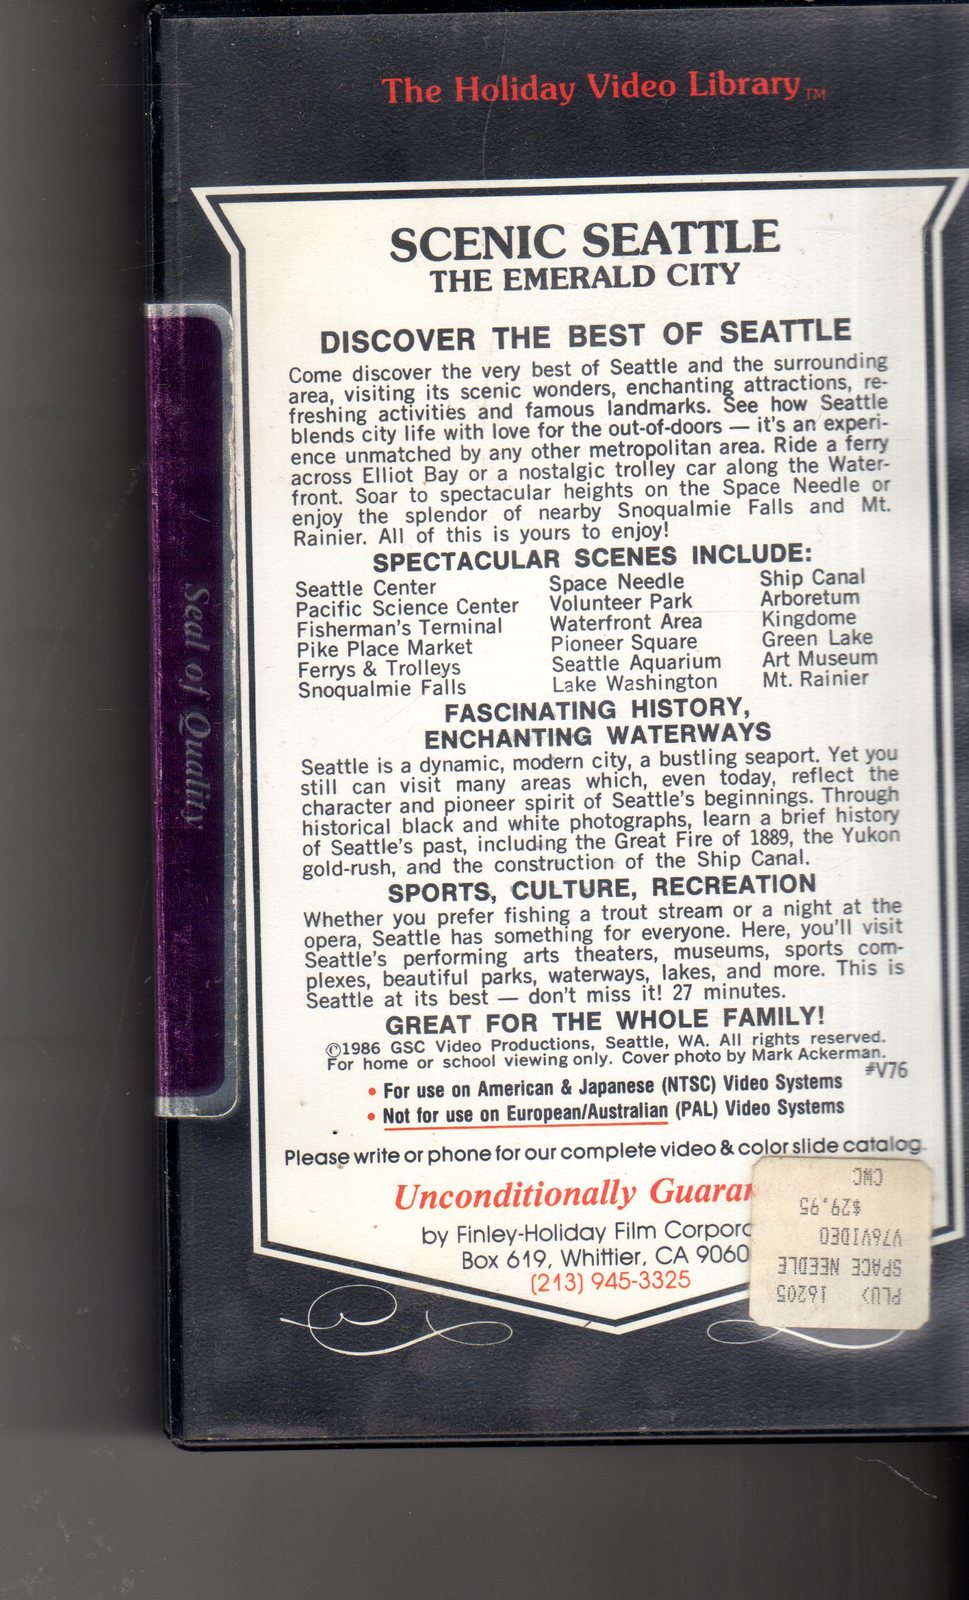 The Holiday Video Library TM
SCENIC SEATTLE
THE EMERALD CITY
DISCOVER THE BEST OF SEATTLE
Come discover the very best of Seattle and the surrounding
area, visiting its scenic wonders, enchanting attractions, re-
freshing activities and famous landmarks. See how Seattle
blends city life with love for the out-of-doors — it's an experi-
ence unmatched by any other metropolitan area. Ride a ferry
across Elliot Bay or a nostalgic trolley car along the Water-
front. Soar to spectacular heights on the Space Needle or
enjoy the splendor of nearby Snoqualmie Falls and Mt.
Rainier. All of this is yours to enjoy!
SPECTACULAR SCENES INCLUDE:
Seattle Center Space Needle Ship Canal
Pacific Science Center Volunteer Park Arboretum
Fisherman's Terminal Waterfront Area Kingdome
Pike Place Market Pioneer Square Green Lake
Ferrys & Trolleys Seattle Aquarium Art Museum
Snoqualmie Falls Lake Washington Mt. Rainier
FASCINATING HISTORY,
ENCHANTING WATERWAYS
Seattle is a dynamic, modern city, a bustling seaport. Yet you
still can visit many areas which, even today, reflect the
character and pioneer spirit of Seattle's beginnings. Through
historical black and white photographs, learn a brief history
of Seattle's past, including the Great Fire of 1889, the Yukon
gold-rush, and the construction of the Ship Canal.
SPORTS, CULTURE, RECREATION
Whether you prefer fishing a trout stream or a night at the
opera, Seattle has something for everyone. Here, you'll visit
Seattle's performing arts theaters, museums, sports com-
plexes, beautiful parks, waterways, lakes, and more. This is
Seattle at its best — don't miss it! 27 minutes.
GREAT FOR THE WHOLE FAMILY!
©1986 GSC Video Productions, Seattle, WA. All rights reserved.
For home or school viewing only. Cover photo by Mark Ackerman.
#V76
• For use on American & Japanese (NTSC) Video Systems
• Not for use on European/Australian (PAL) Video Systems
Please write or phone for our complete video & color slide catalog.
Unconditionally
by Finley-Holiday Film
Box 619, Whittier, CA
(213) 945-3325
PLU> 16205
SPACE NEEDLE
V76VIDEO
$29.95
CWC
Seal of Quality